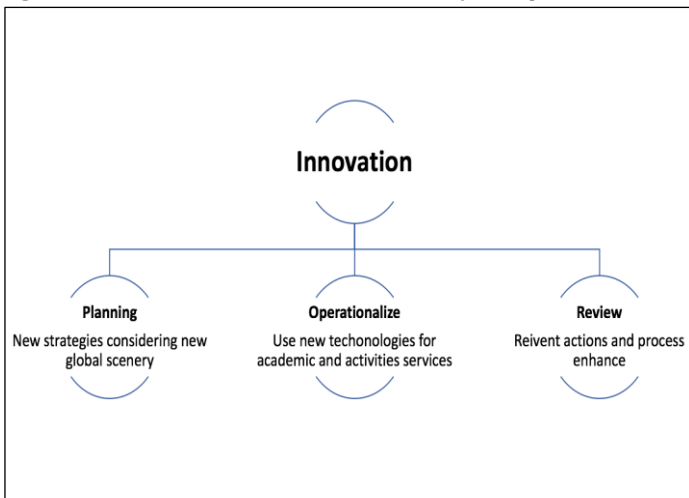 Innovation
Planning
New strategies considering new
global scenery
Operationalize
Use new techonologies for
academic and activities services
Review
Reivent actions and process
enhance